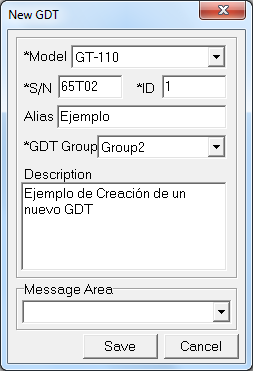 New GDT
*Model GT-110
*S/N 65T02 *ID 1
Alias Ejemplo
*GDT Group Group2
Description
Ejemplo de Creación de un
nuevo GDT
Message Area
Save Cancel